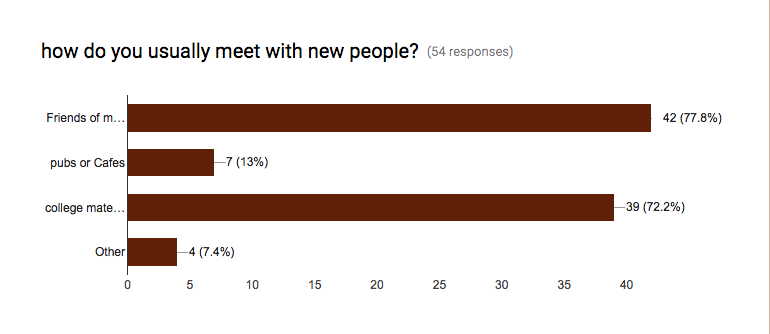 how do you usually meet with new people? (54 responses)
Friends of m… 42 (77.8%)
pubs or Cafes 7 (13%)
college mate… 39 (72.2%)
Other 4 (7.4%)
0 5 10 15 20 25 30 35 40